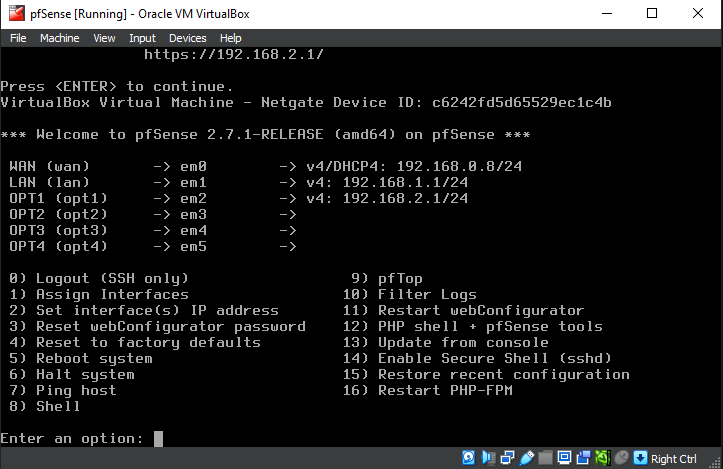 pfSense [Running] - Oracle VM VirtualBox
File Machine View Input Devices Help
https://192.168.2.1/
Press <ENTER> to continue.
VirtualBox Virtual Machine - Netgate Device ID: c6242fd5d65529ec1c4b
*** Welcome to pfSense 2.7.1-RELEASE (amd64) on pfSense ***
WAN (wan) -> em0 -> v4/DHCP4: 192.168.0.8/24
LAN (lan) -> em1 -> v4: 192.168.1.1/24
OPT1 (opt1) -> em2 -> v4: 192.168.2.1/24
OPT2 (opt2) -> em3 ->
OPT3 (opt3) -> em4 ->
OPT4 (opt4) -> em5 ->
0) Logout (SSH only) 9) pfTop
1) Assign Interfaces 10) Filter Logs
2) Set interface(s) IP address 11) Restart webConfigurator
3) Reset webConfigurator password 12) PHP shell + pfSense tools
4) Reset to factory defaults 13) Update from console
5) Reboot system 14) Enable Secure Shell (sshd)
6) Halt system 15) Restore recent configuration
7) Ping host 16) Restart PHP-FPM
8) Shell
Enter an option:
Right Ctrl